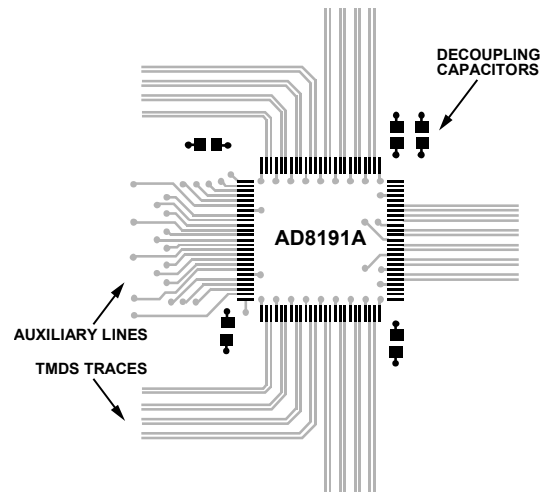 DECOUPLING
CAPACITORS
AD8191A
AUXILIARY LINES
TMDS TRACES